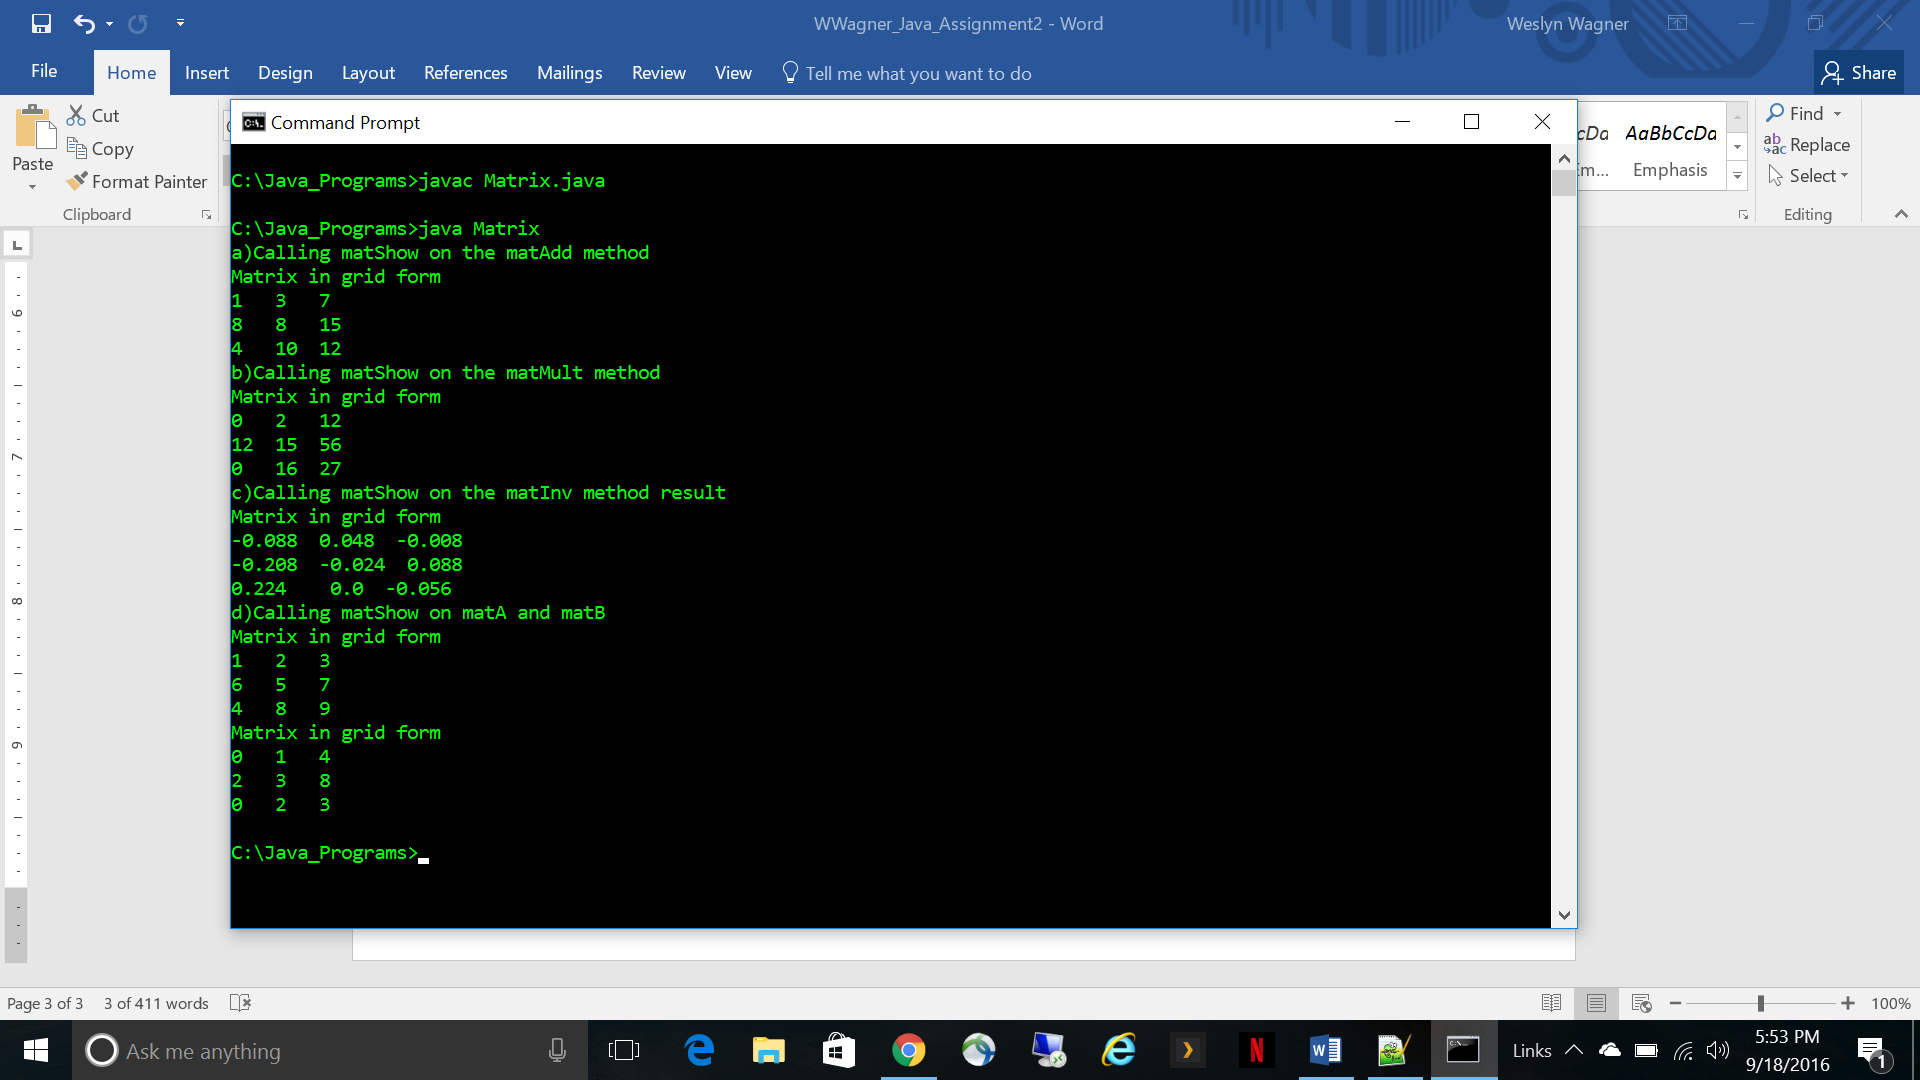 WWagner_Java_Assignment2 - Word
Weslyn Wagner
File Home Insert Design Layout References Mailings Review View Tell me what you want to do
Share
Cut
Copy
Format Painter
Paste
Clipboard
cDa AaBbCcDa
Em... Emphasis
Find
Replace
Select
Editing
L
6
7
8
9
Command Prompt
C:\Java_Programs>javac Matrix.java
C:\Java_Programs>java Matrix
a)Calling matShow on the matAdd method
Matrix in grid form
1 3 7
8 8 15
4 10 12
b)Calling matShow on the matMult method
Matrix in grid form
0 2 12
12 15 56
0 16 27
c)Calling matShow on the matInv method result
Matrix in grid form
-0.088 0.048 -0.008
-0.208 -0.024 0.088
0.224 0.0 -0.056
d)Calling matShow on matA and matB
Matrix in grid form
1 2 3
6 5 7
4 8 9
Matrix in grid form
0 1 4
2 3 8
0 2 3
C:\Java_Programs>
Page 3 of 3 3 of 411 words
100%
Ask me anything
Links
5:53 PM
9/18/2016
1